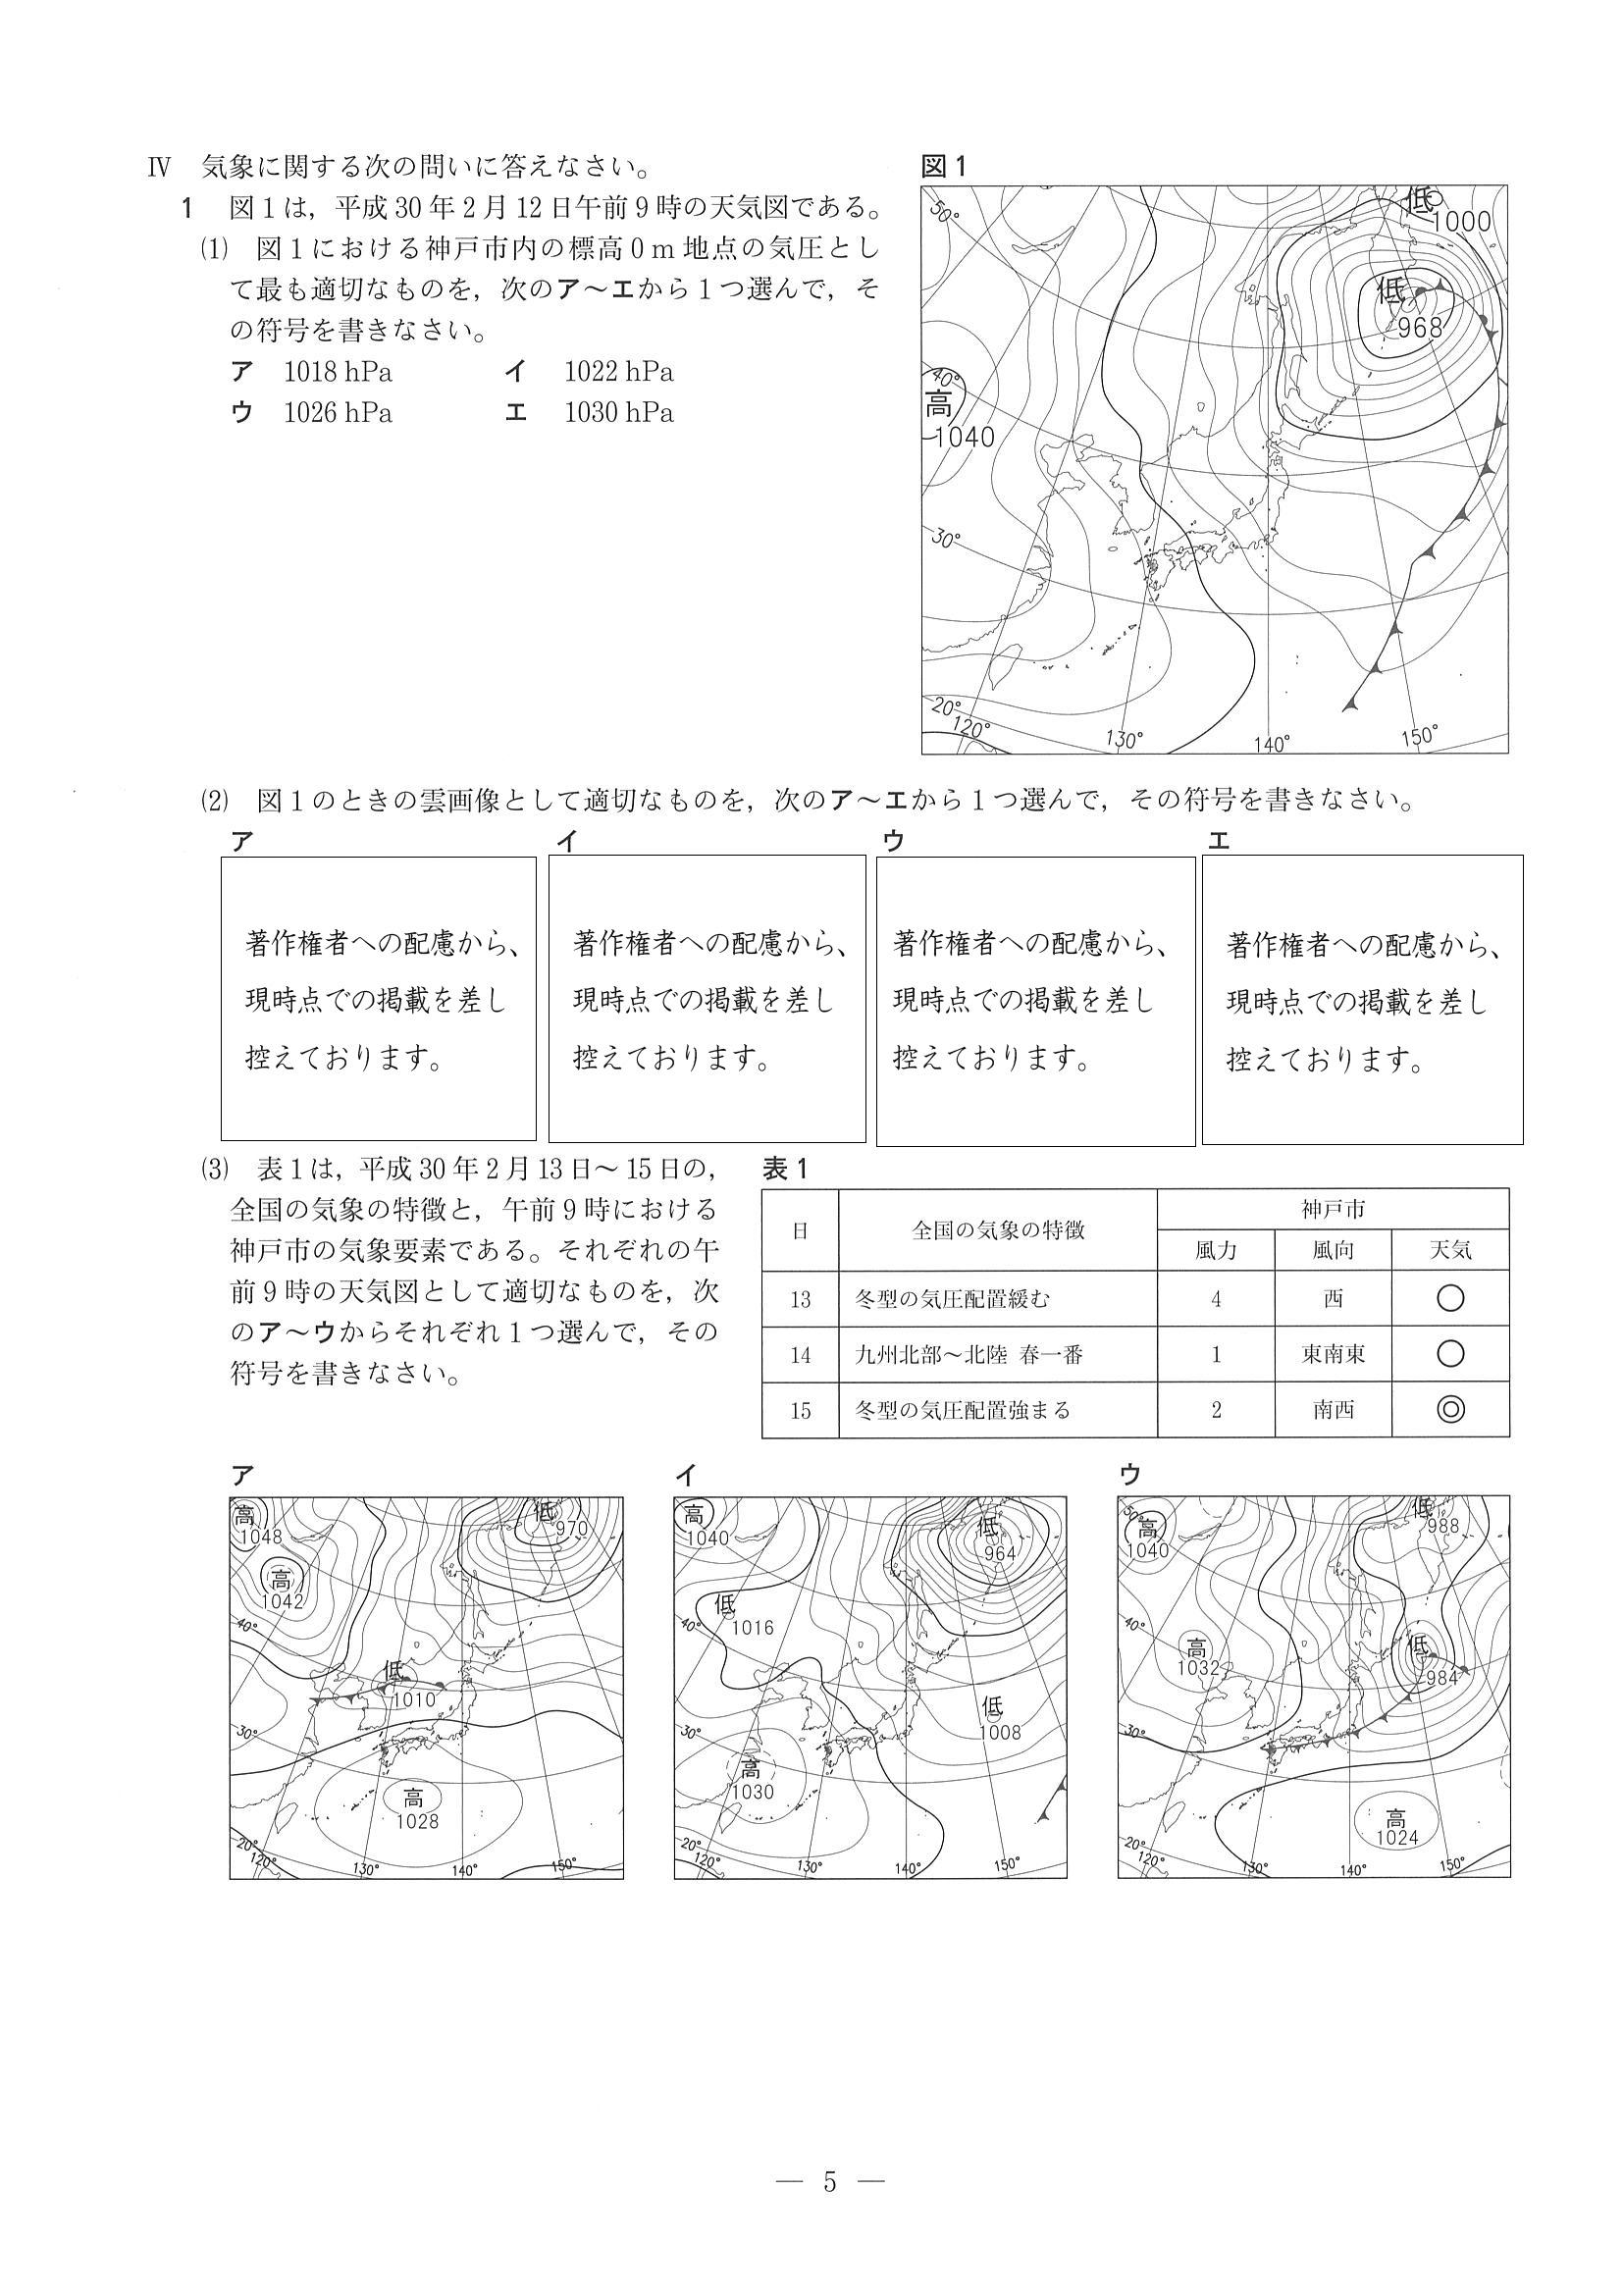 Ⅳ 気象に関する次の問いに答えなさい。
1 図1は,平成30年2月12日午前9時の天気図である。
⑴ 図1における神戸市内の標高0m地点の気圧とし
て最も適切なものを,次のア~エから1つ選んで,そ
の符号を書きなさい。
ア 1018 hPa イ 1022 hPa
ウ 1026 hPa エ 1030 hPa
図1
50°
低
1000
低
968
40°
高
1040
30°
20°
120°
130°
140°
150°
⑵ 図1のときの雲画像として適切なものを,次のア~エから1つ選んで,その符号を書きなさい。
ア
著作権者への配慮から、
現時点での掲載を差し
控えております。
イ
著作権者への配慮から、
現時点での掲載を差し
控えております。
ウ
著作権者への配慮から、
現時点での掲載を差し
控えております。
エ
著作権者への配慮から、
現時点での掲載を差し
控えております。
⑶ 表1は,平成30年2月13日~15日の,
全国の気象の特徴と,午前9時における
神戸市の気象要素である。それぞれの午
前9時の天気図として適切なものを,次
のア~ウからそれぞれ1つ選んで,その
符号を書きなさい。
表1
日 全国の気象の特徴 神戸市
風力 風向 天気
13 冬型の気圧配置緩む 4 西 ○
14 九州北部~北陸 春一番 1 東南東 ○
15 冬型の気圧配置強まる 2 南西 ◎
ア
高
1048
低
970
高
1042
40°
低
1010
30°
高
1028
20°
120°
130°
140°
150°
イ
高
1040
低
964
低
1016
40°
低
1008
30°
高
1030
20°
120°
130°
140°
150°
ウ
50°
高
1040
低
988
40°
高
1032
低
984
30°
高
1024
20°
120°
130°
140°
150°
— 5 —